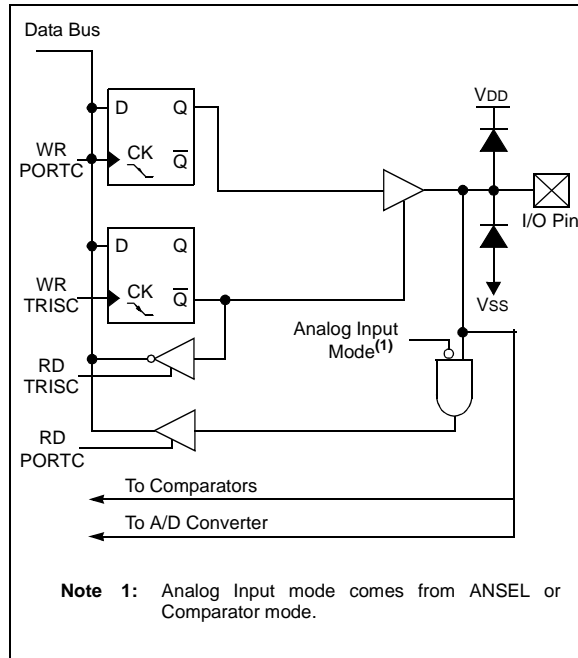 Data Bus
D Q
WR
PORTC
CK Q
VDD
I/O Pin
D Q
WR
TRISC
CK Q
VSS
RD
TRISC
Analog Input
Mode(1)
RD
PORTC
To Comparators
To A/D Converter
Note 1: Analog Input mode comes from ANSEL or
Comparator mode.